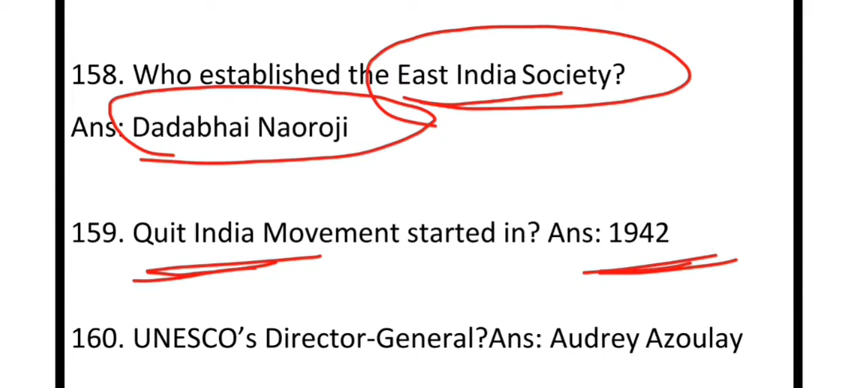 158. Who established the East India Society?
Ans: Dadabhai Naoroji
159. Quit India Movement started in? Ans: 1942
160. UNESCO’s Director-General?Ans: Audrey Azoulay